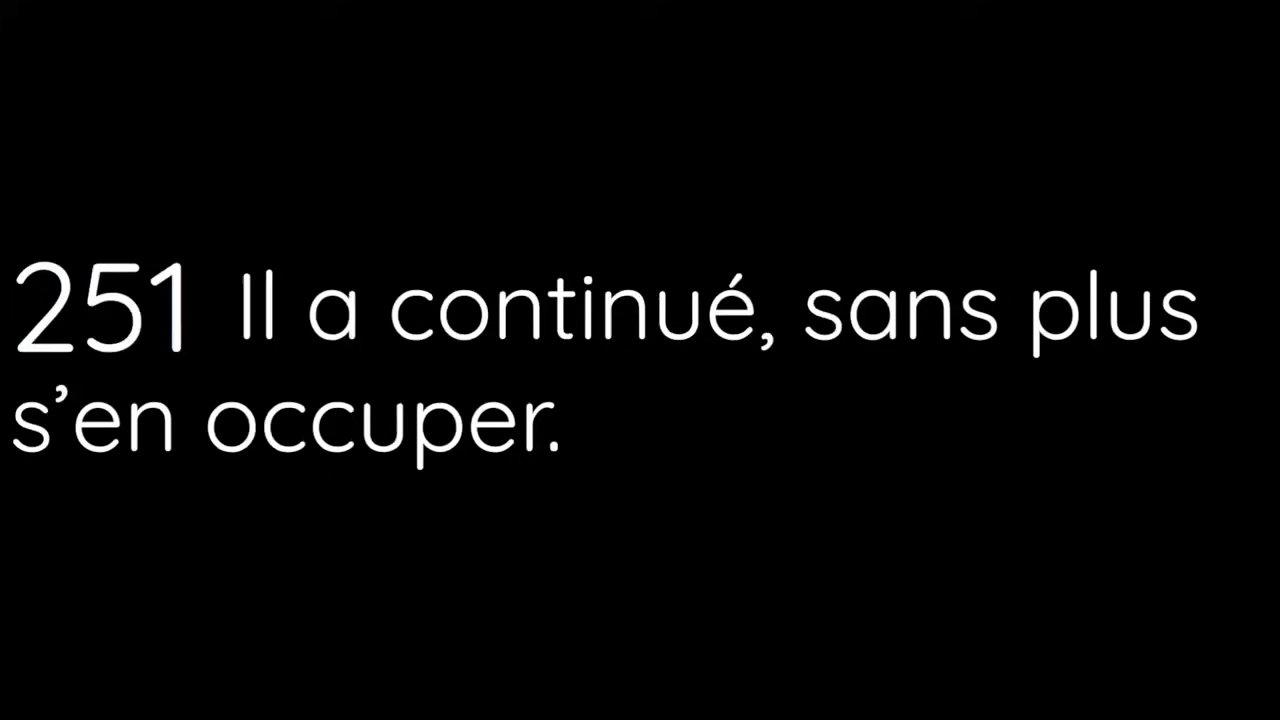 251 Il a continué, sans plus
s’en occuper.